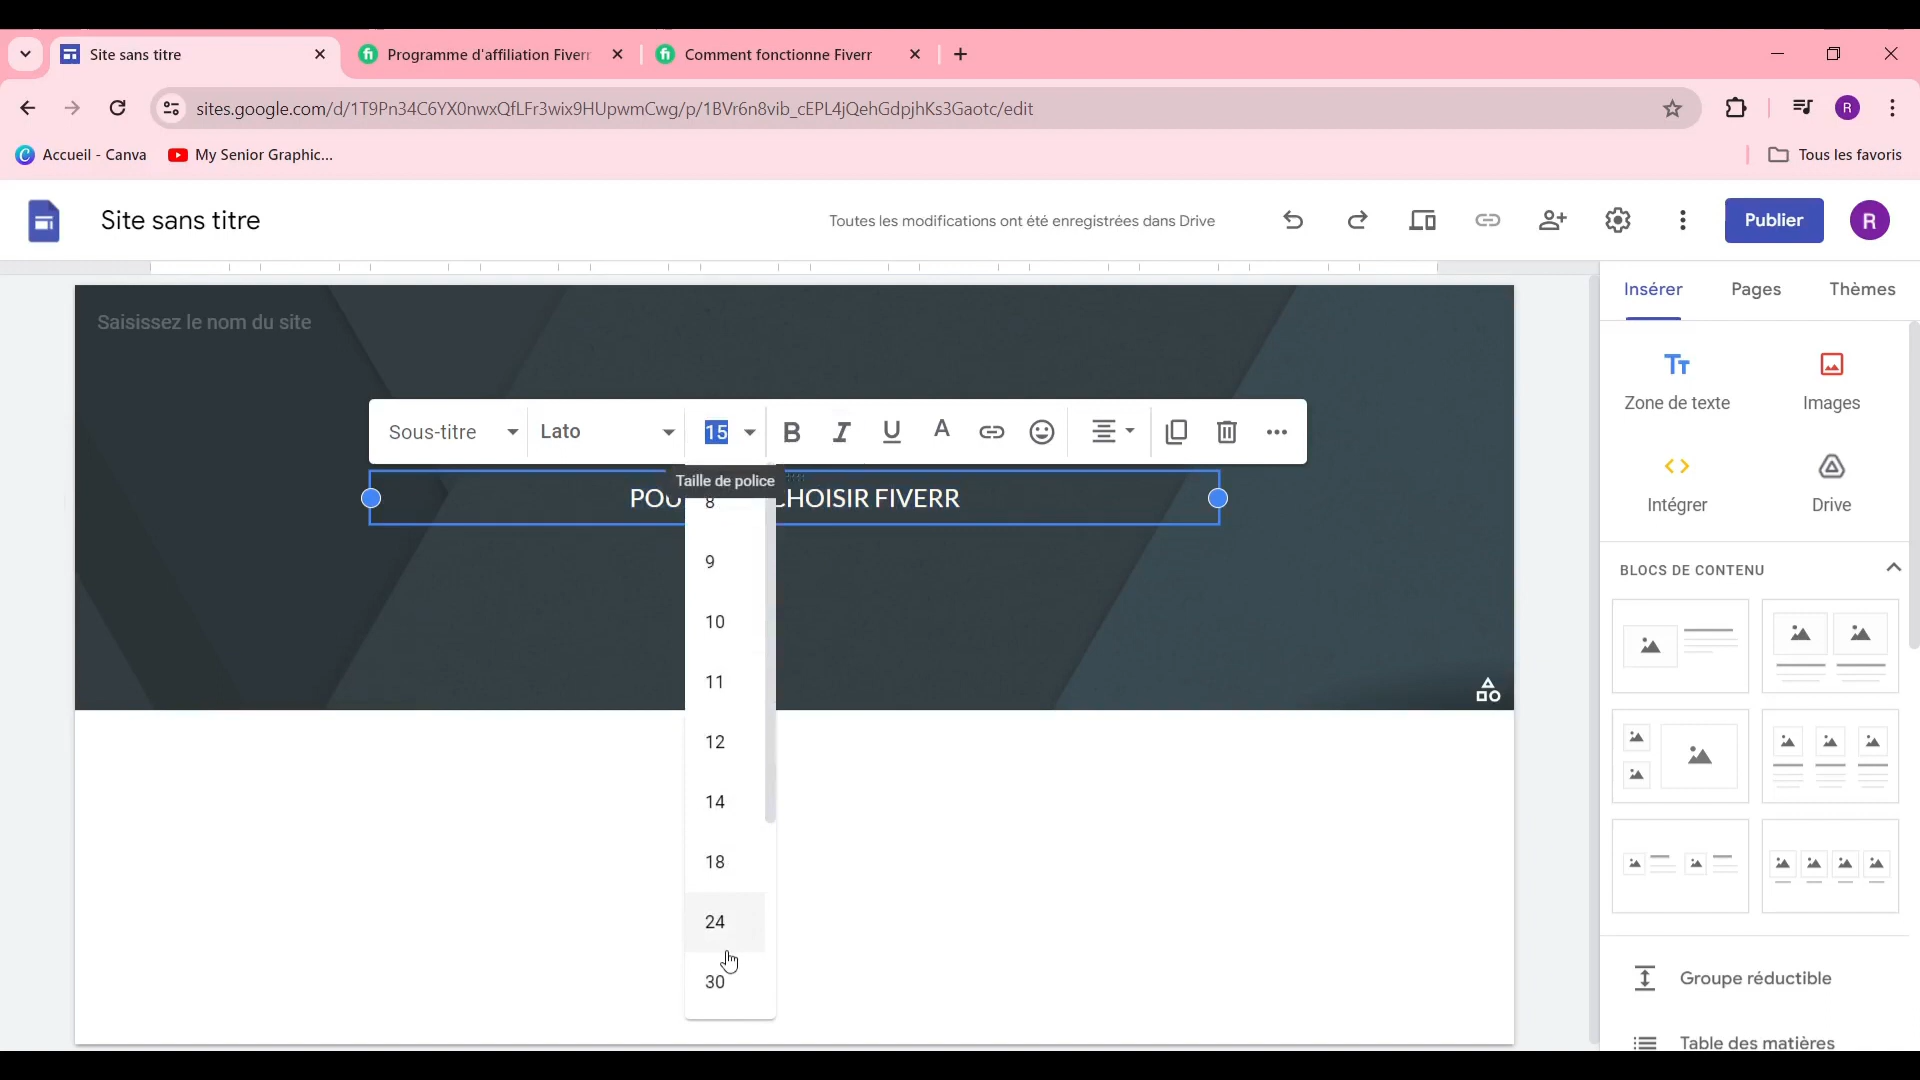 Site sans titre
Programme d'affiliation Fiverr
Comment fonctionne Fiverr
sites.google.com/d/1T9Pn34C6YX0nwxQfLFr3wix9HUpwmCwg/p/1BVr6n8vib_cEPL4jQehGdpjhKs3Gaotc/edit
R
Accueil - Canva
My Senior Graphic...
Tous les favoris
Site sans titre
Toutes les modifications ont été enregistrées dans Drive
Publier
R
Insérer
Pages
Thèmes
Saisissez le nom du site
Zone de texte
Images
Sous-titre
Lato
15
Taille de police
POU
CHOISIR FIVERR
Intégrer
Drive
8
9
10
11
12
14
18
24
30
BLOCS DE CONTENU
Groupe réductible
Table des matières